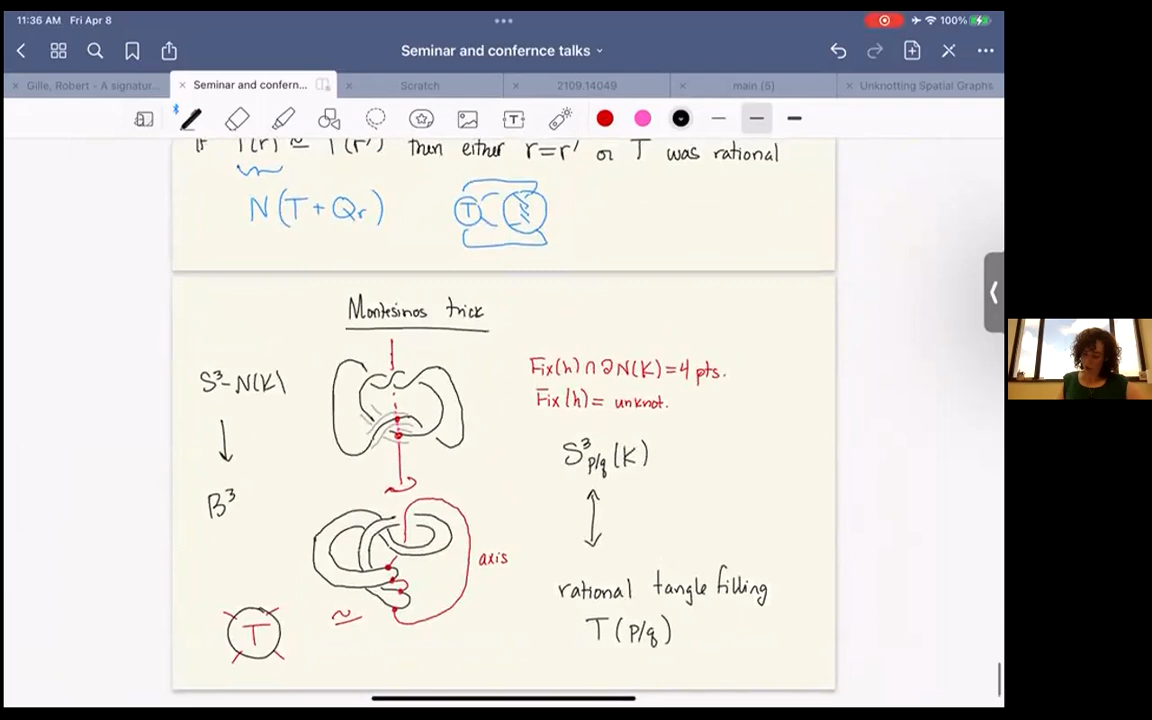 11:36 AM Fri Apr 8
100%
Seminar and confernce talks
Gille, Robert - A signatur...
Seminar and confern...
Scratch
2109.14049
main (5)
Unknotting Spatial Graphs
If T(r) ≃ T(r') then either r=r' or T was rational
N(T+Qr)
T
Montesinos trick
S³-N(K)
B³
Fix(h)∩∂N(K)=4 pts.
Fix(h)= unknot.
S³p/q(K)
axis
rational tangle filling
T(p/q)
≃
T